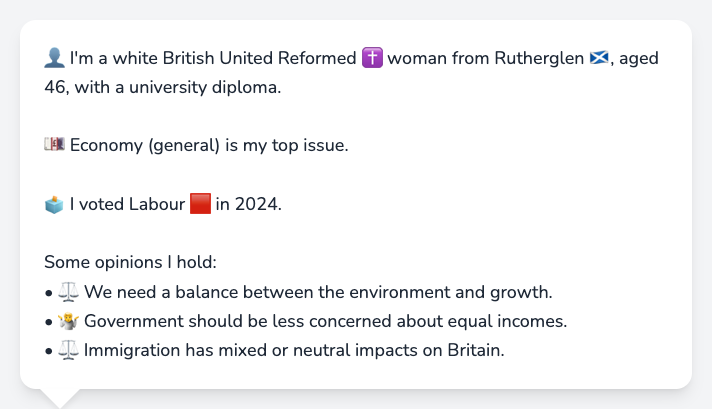 👤 I'm a white British United Reformed ✝️ woman from Rutherglen 🏴󠁧󠁢󠁳󠁣󠁴󠁿, aged
46, with a university diploma.
💷 Economy (general) is my top issue.
🗳️ I voted Labour 🟥 in 2024.
Some opinions I hold:
• ⚖️ We need a balance between the environment and growth.
• 🤷 Government should be less concerned about equal incomes.
• ⚖️ Immigration has mixed or neutral impacts on Britain.